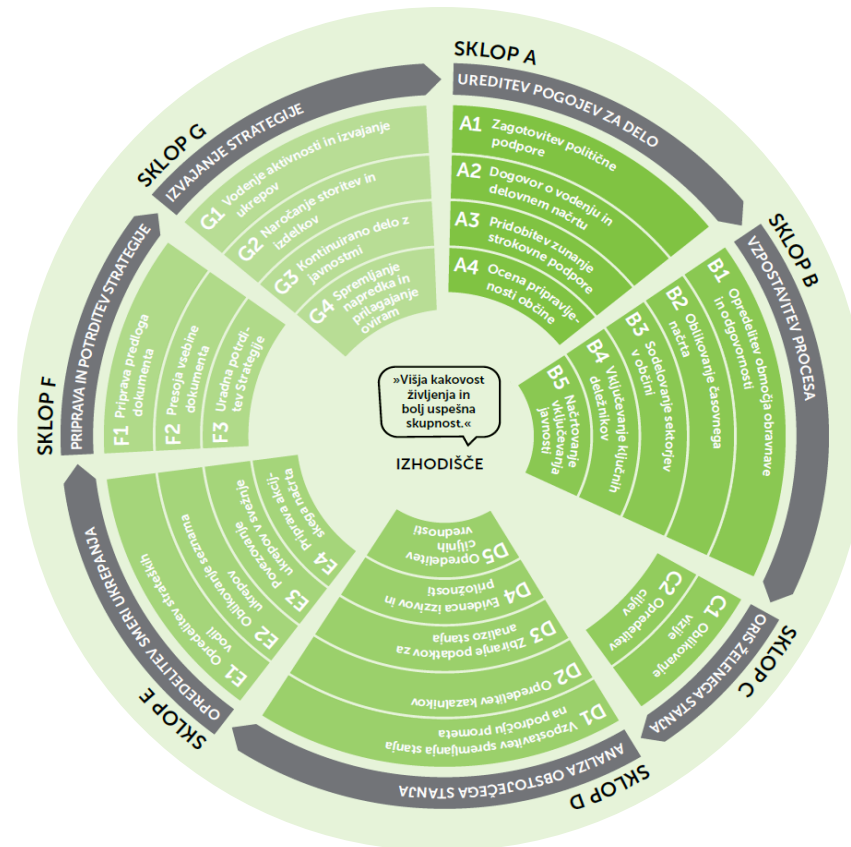 SKLOP A
UREDITEV POGOJEV ZA DELO
A1 Zagotovitev politične
podpore
A2 Dogovor o vodenju in
delovnem načrtu
A3 Pridobitev zunanje
strokovne podpore
A4 Ocena pripravlje-
nosti občine
SKLOP B
VZPOSTAVITEV PROCESA
B1 Opredelitev območja obravnave
in odgovornosti
B2 Oblikovanje časovnega
načrta
B3 Sodelovanje sektorjev
v občini
B4 Vključevanje ključnih
deležnikov
B5 Načrtovanje
vključevanja
javnosti
SKLOP C
ORIS ŽELENEGA STANJA
C1 Oblikovanje
vizije
C2 Opredelitev
ciljev
SKLOP D
ANALIZA OBSTOJEČEGA STANJA
D1 Vzpostavitev spremljanja stanja
na področju prometa
D2 Opredelitev kazalnikov
D3 Zbiranje podatkov za
analizo stanja
D4 Evidenca izzivov in
priložnosti
D5 Opredelitev
ciljnih
vrednosti
SKLOP E
OPREDELITEV SMERI UKREPANJA
E1 Opredelitev strateških
vodil
E2 Oblikovanje seznama
ukrepov
E3 Povezovanje
ukrepov v svežnje
E4 Priprava akcij-
skega načrta
SKLOP F
PRIPRAVA IN POTRDITEV STRATEGIJE
F1 Priprava predloga
dokumenta
F2 Presoja vsebine
dokumenta
F3 Uradna potrdi-
tev Strategije
SKLOP G
IZVAJANJE STRATEGIJE
G1 Vodenje aktivnosti in izvajanje
ukrepov
G2 Naročanje storitev in
izdelkov
G3 Kontinuirano delo z
javnostmi
G4 Spremljanje
napredka in
prilagajanje
oviram
»Višja kakovost
življenja in
bolj uspešna
skupnost.«
IZHODIŠČE